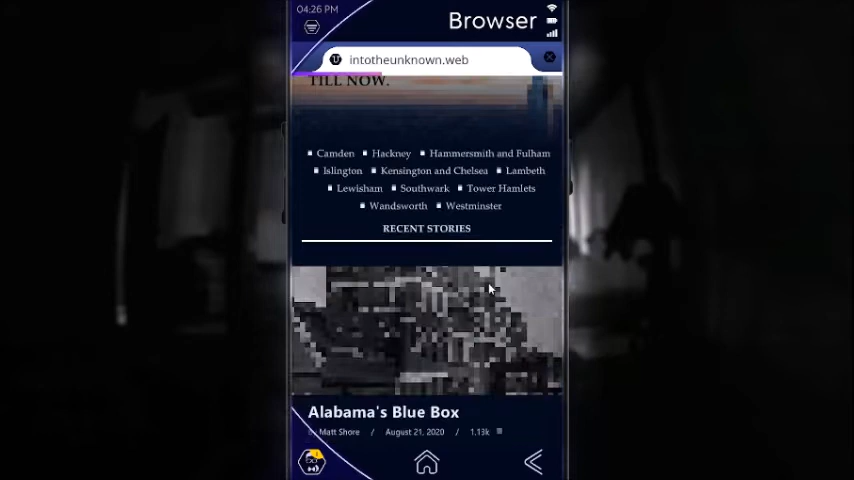 04:26 PM
Browser
intotheunknown.web
TILL NOW.
Camden Hackney Hammersmith and Fulham
Islington Kensington and Chelsea Lambeth
Lewisham Southwark Tower Hamlets
Wandsworth Westminster
RECENT STORIES
Alabama's Blue Box
Matt Shore / August 21, 2020 / 1,13k